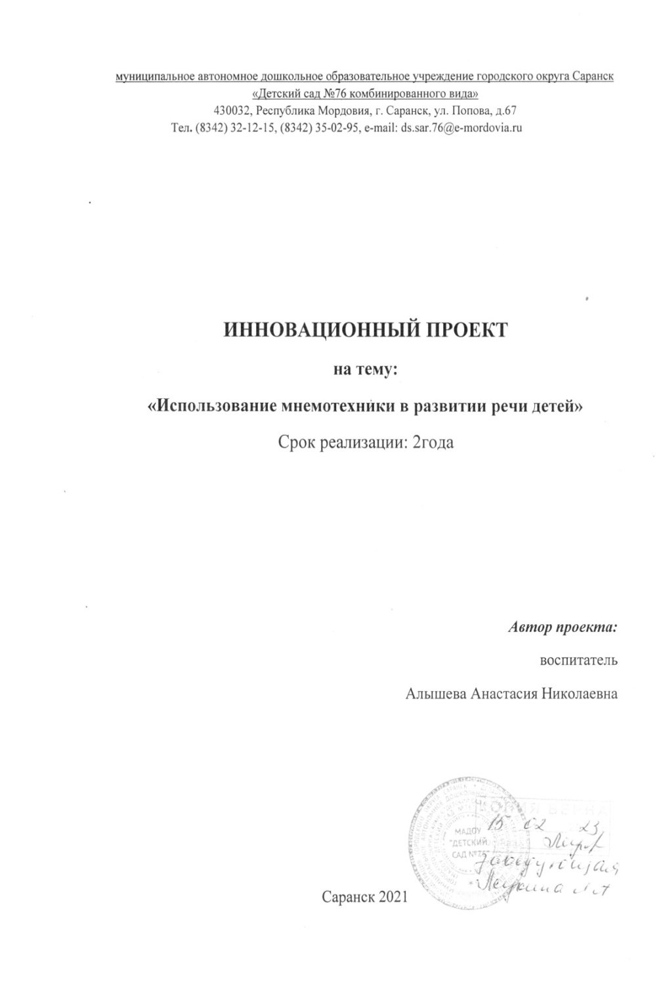 муниципальное автономное дошкольное образовательное учреждение городского округа Саранск
«Детский сад №76 комбинированного вида»
430032, Республика Мордовия, г. Саранск, ул. Попова, д.67
Тел. (8342) 32-12-15, (8342) 35-02-95, e-mail: ds.sar.76@e-mordovia.ru
ИННОВАЦИОННЫЙ ПРОЕКТ
на тему:
«Использование мнемотехники в развитии речи детей»
Срок реализации: 2года
Автор проекта:
воспитатель
Алышева Анастасия Николаевна
КОПИЯ ВЕРНА
15 02 23
МАДОУ
"ДЕТСКИЙ
САД №76"
Заведующая
Саранск 2021